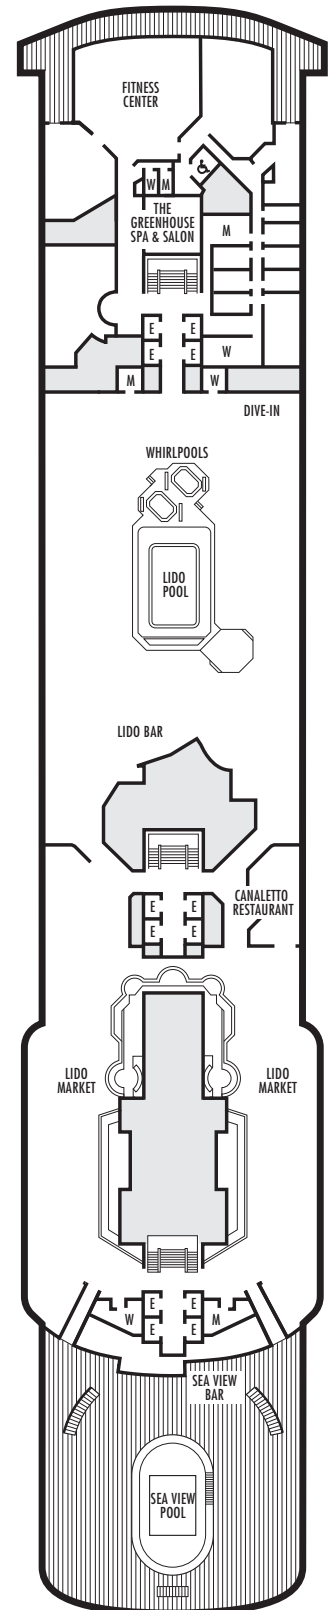 FITNESS
CENTER
W M
THE
GREENHOUSE
SPA & SALON
M
E E
E E W
M W
DIVE-IN
WHIRLPOOLS
LIDO
POOL
LIDO BAR
CANALETTO
RESTAURANT
E E
E E
LIDO
MARKET
LIDO
MARKET
E E
W M
E E
SEA VIEW
BAR
SEA VIEW
POOL